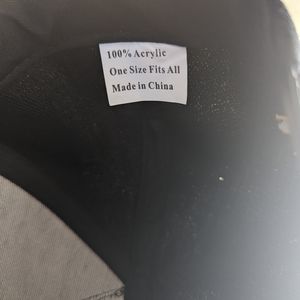 100% Acrylic
One Size Fits All
Made in China